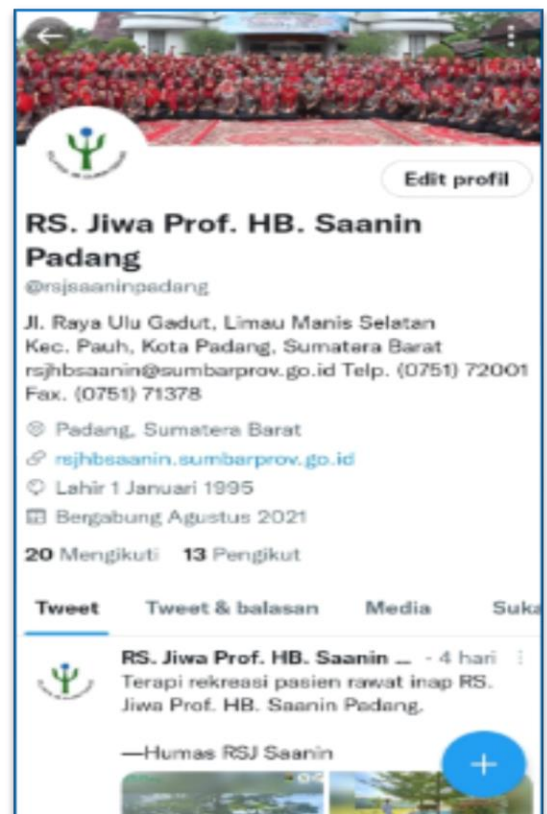 Edit profil
RS. Jiwa Prof. HB. Saanin
Padang
@rsjsaaninpadang
Jl. Raya Ulu Gadut, Limau Manis Selatan
Kec. Pauh, Kota Padang, Sumatera Barat
rsjhbsaanin@sumbarprov.go.id Telp. (0751) 72001
Fax. (0751) 71378
Padang, Sumatera Barat
rsjhbsaanin.sumbarprov.go.id
Lahir 1 Januari 1995
Bergabung Agustus 2021
20 Mengikuti 13 Pengikut
Tweet Tweet & balasan Media Suka
RS. Jiwa Prof. HB. Saanin ... - 4 hari
Terapi rekreasi pasien rawat inap RS.
Jiwa Prof. HB. Saanin Padang.
—Humas RSJ Saanin